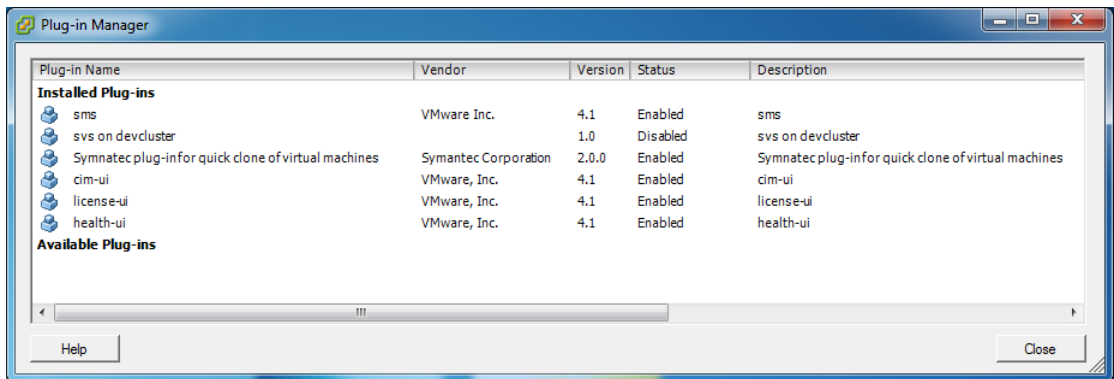 Plug-in Manager
Plug-in Name Vendor Version Status Description
Installed Plug-ins
sms VMware Inc. 4.1 Enabled sms
svs on devcluster 1.0 Disabled svs on devcluster
Symnatec plug-in for quick clone of virtual machines Symantec Corporation 2.0.0 Enabled Symnatec plug-in for quick clone of virtual machines
cim-ui VMware, Inc. 4.1 Enabled cim-ui
license-ui VMware, Inc. 4.1 Enabled license-ui
health-ui VMware, Inc. 4.1 Enabled health-ui
Available Plug-ins
Help Close